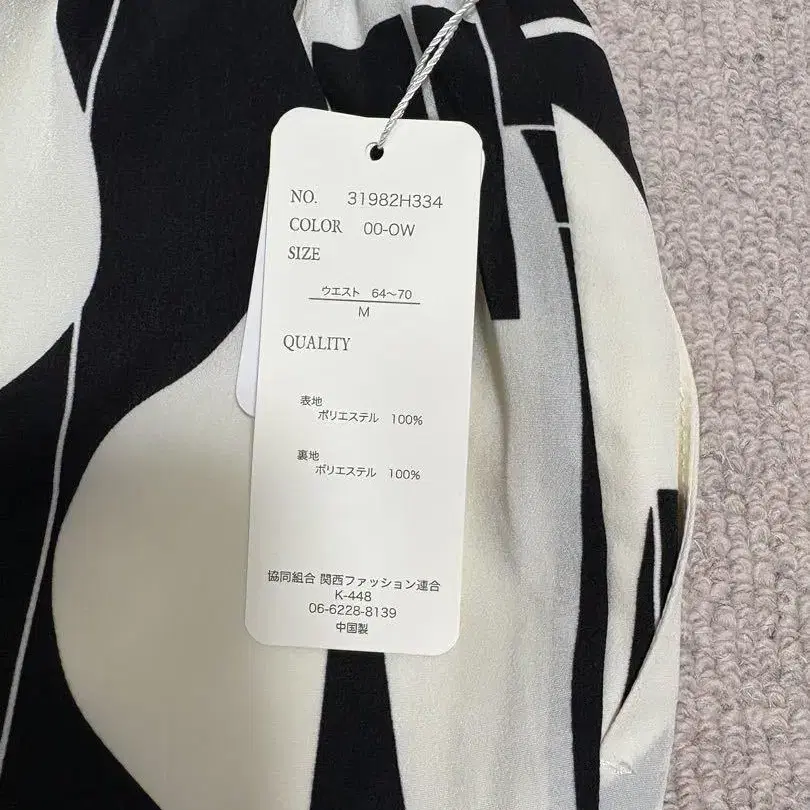 NO. 31982H334
COLOR 00-OW
SIZE
ウエスト 64～70
M
QUALITY
表地
ポリエステル 100%
裏地
ポリエステル 100%
協同組合 関西ファッション連合
K-448
06-6228-8139
中国製